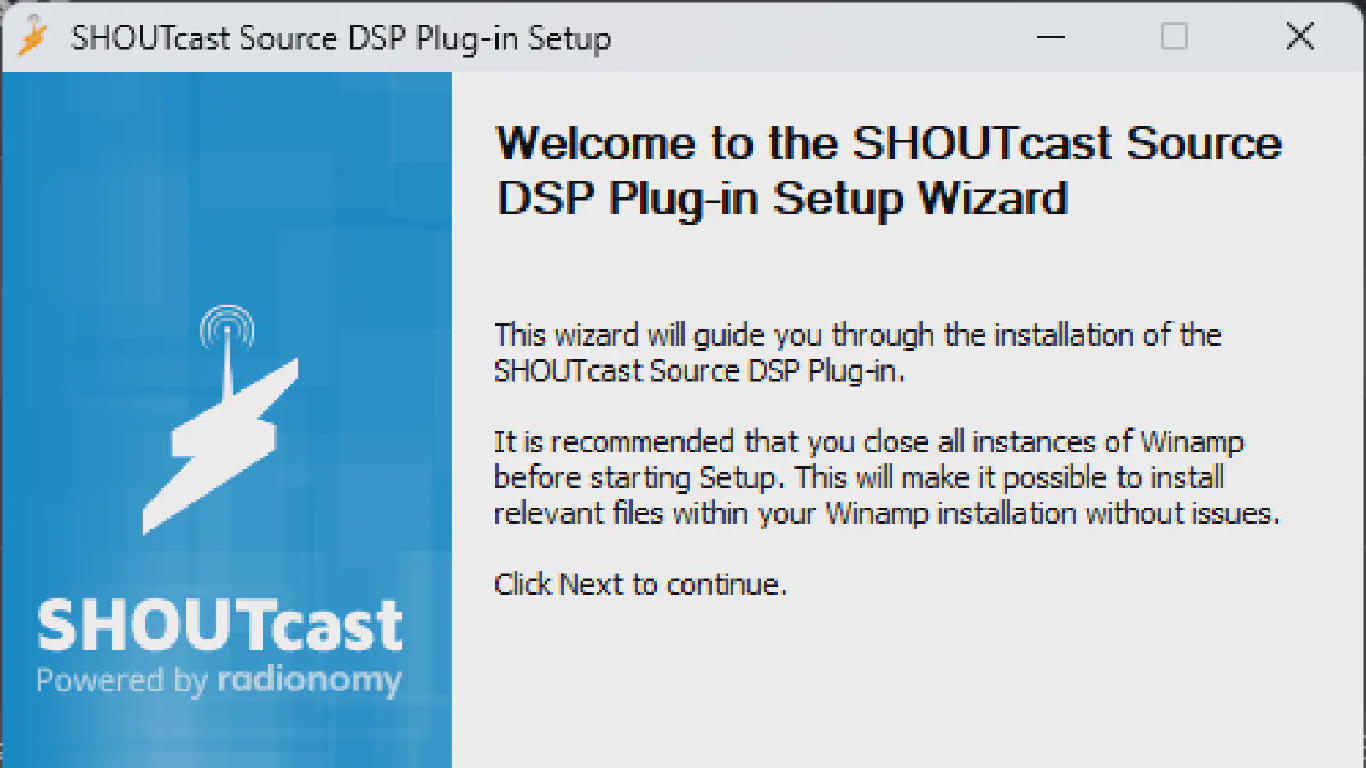 SHOUTcast Source DSP Plug-in Setup
Welcome to the SHOUTcast Source
DSP Plug-in Setup Wizard
This wizard will guide you through the installation of the
SHOUTcast Source DSP Plug-in.
It is recommended that you close all instances of Winamp
before starting Setup. This will make it possible to install
relevant files within your Winamp installation without issues.
Click Next to continue.
SHOUTcast
Powered by radionomy